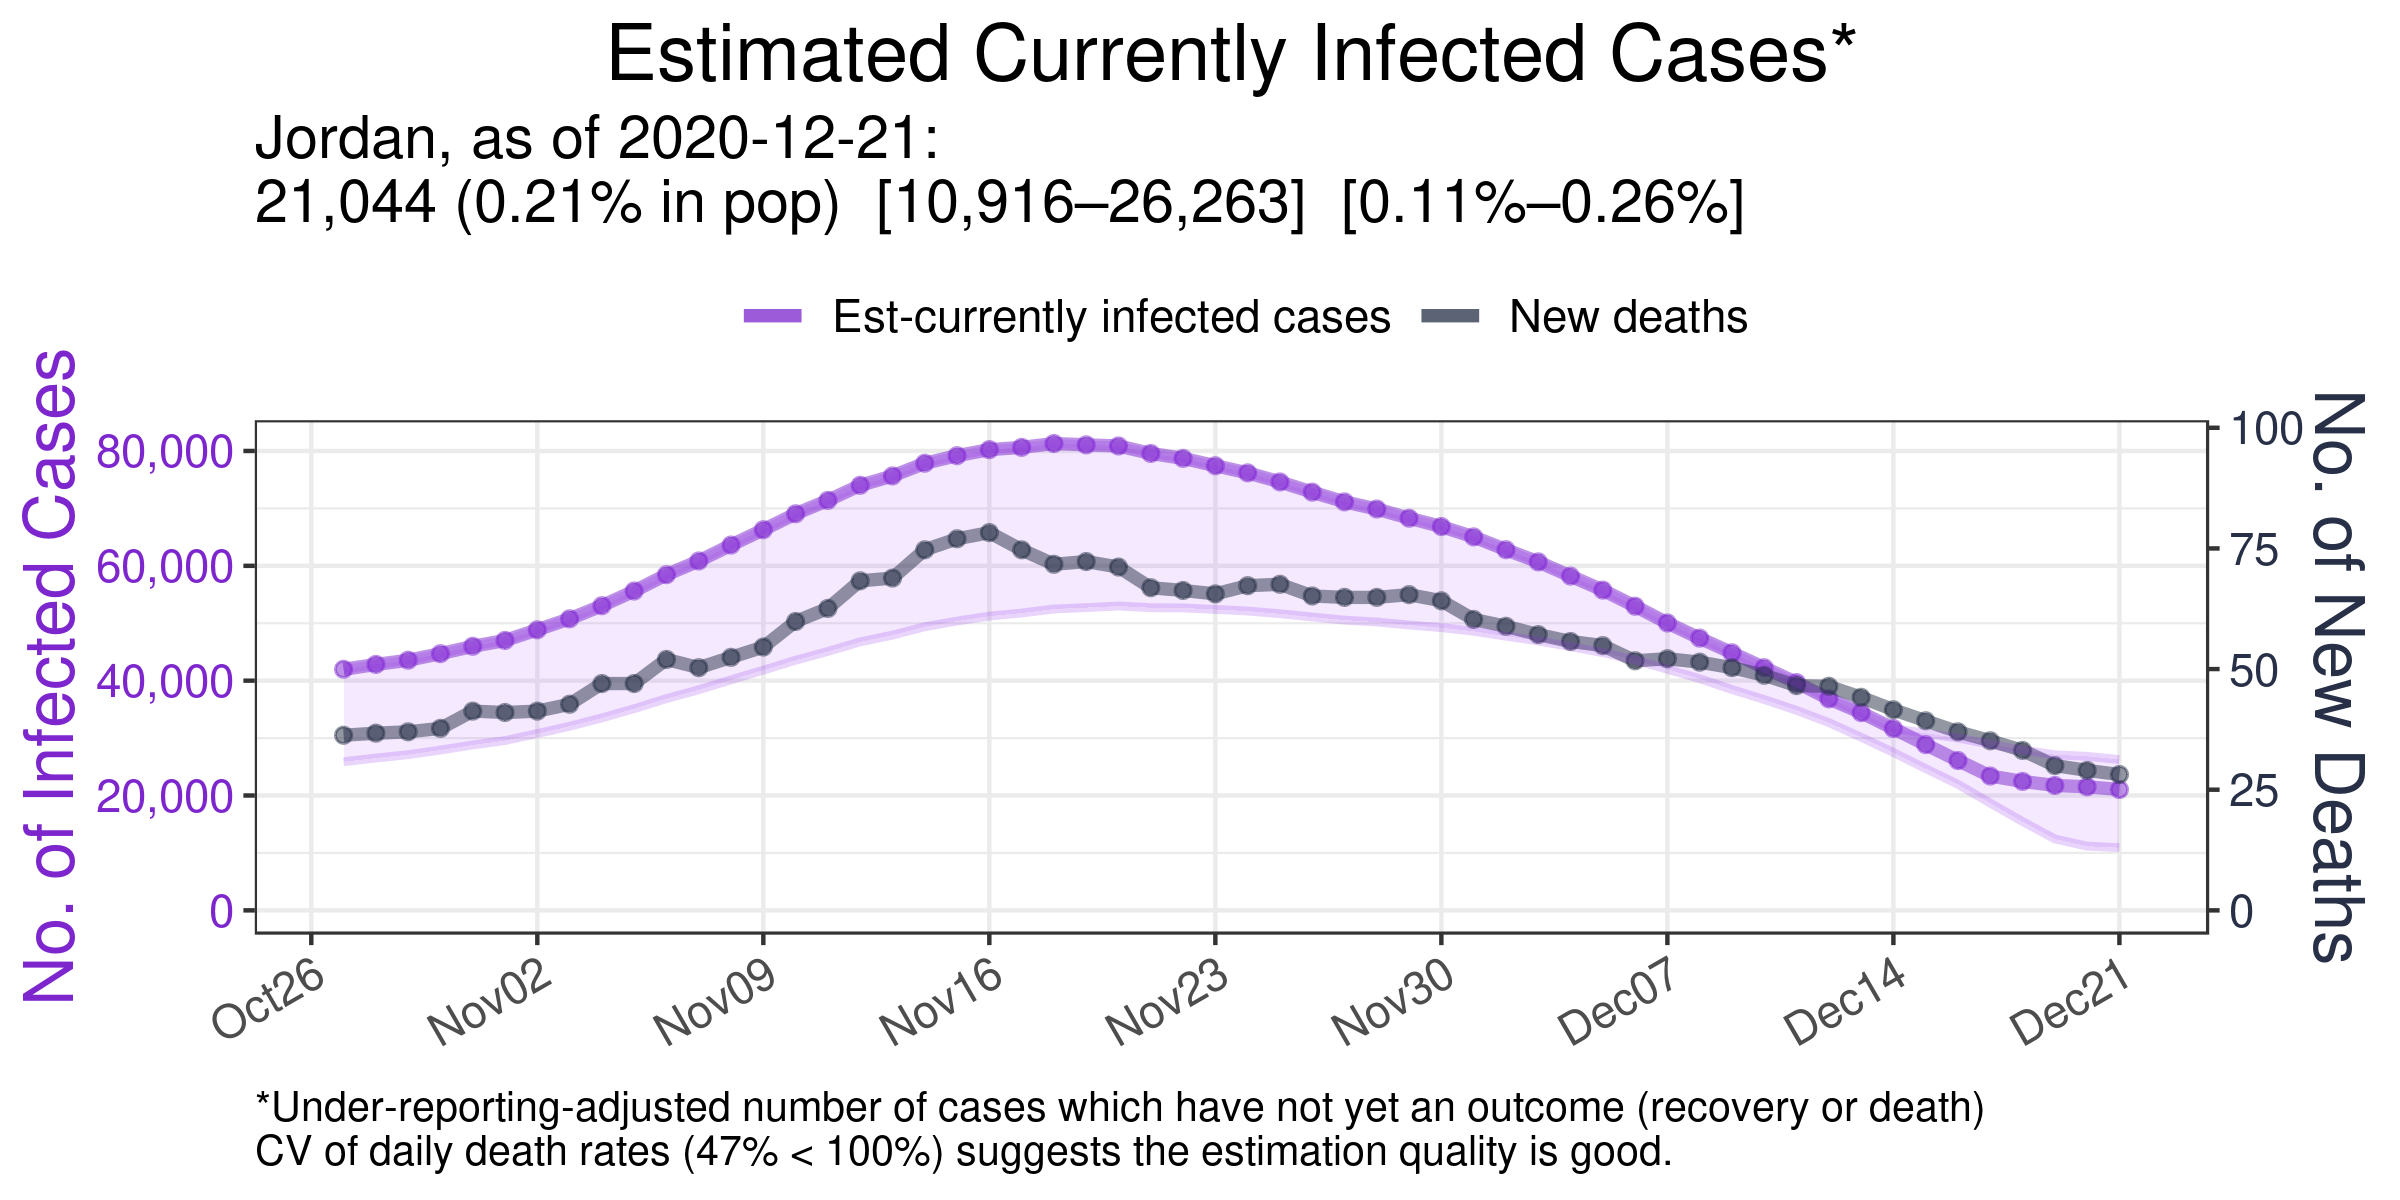 Estimated Currently Infected Cases*
Jordan, as of 2020-12-21:
21,044 (0.21% in pop)  [10,916–26,263]  [0.11%–0.26%]
Est-currently infected cases
New deaths
No. of Infected Cases
80,000
60,000
40,000
20,000
0
100
75
50
25
0
No. of New Deaths
Oct26
Nov02
Nov09
Nov16
Nov23
Nov30
Dec07
Dec14
Dec21
*Under-reporting-adjusted number of cases which have not yet an outcome (recovery or death)
CV of daily death rates (47% < 100%) suggests the estimation quality is good.